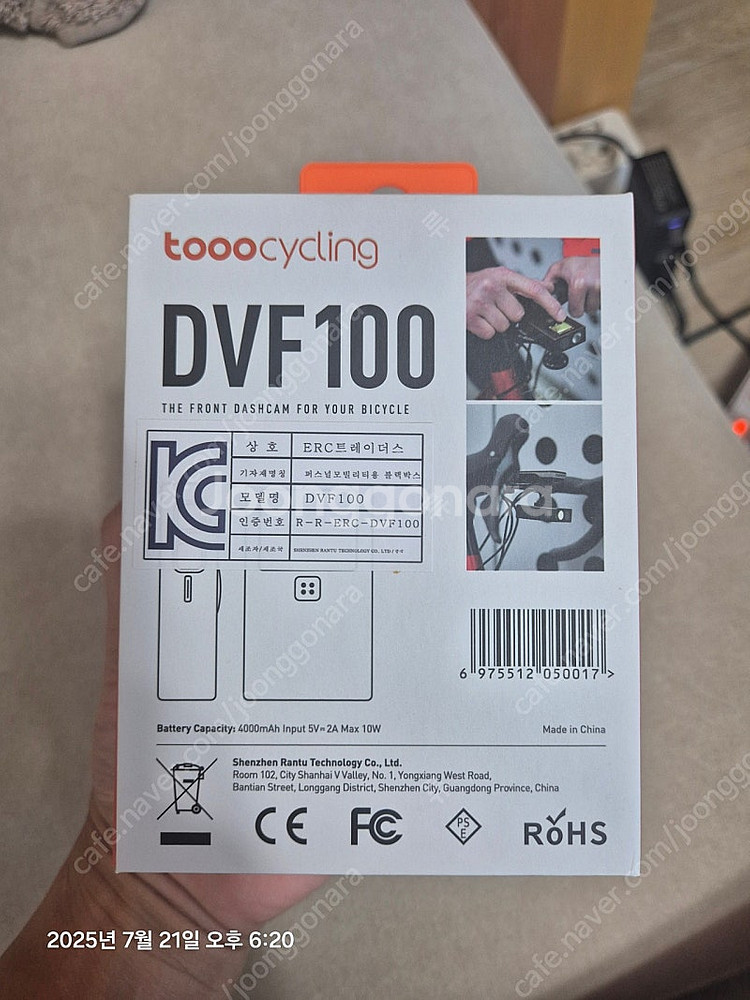 tooocycling
DVF100
THE FRONT DASHCAM FOR YOUR BICYCLE
KC
상 호 ERC트레이더스
기자재명칭 퍼스널모빌리티용 블랙박스
모델명 DVF100
인증번호 R-R-ERC-DVF100
제조자/제조국 SHENZHEN RANTU TECHNOLOGY CO., LTD / 중국
6 975512 050017 >
Battery Capacity: 4000mAh Input 5V⎓2A Max 10W
Made in China
Shenzhen Rantu Technology Co., Ltd.
Room 102, City Shanhai V Valley, No. 1, Yongxiang West Road,
Bantian Street, Longgang District, Shenzhen City, Guangdong Province, China
CE FC PS E RoHS
2025년 7월 21일 오후 6:20
joonggonara
cafe.naver.com/joonggonara